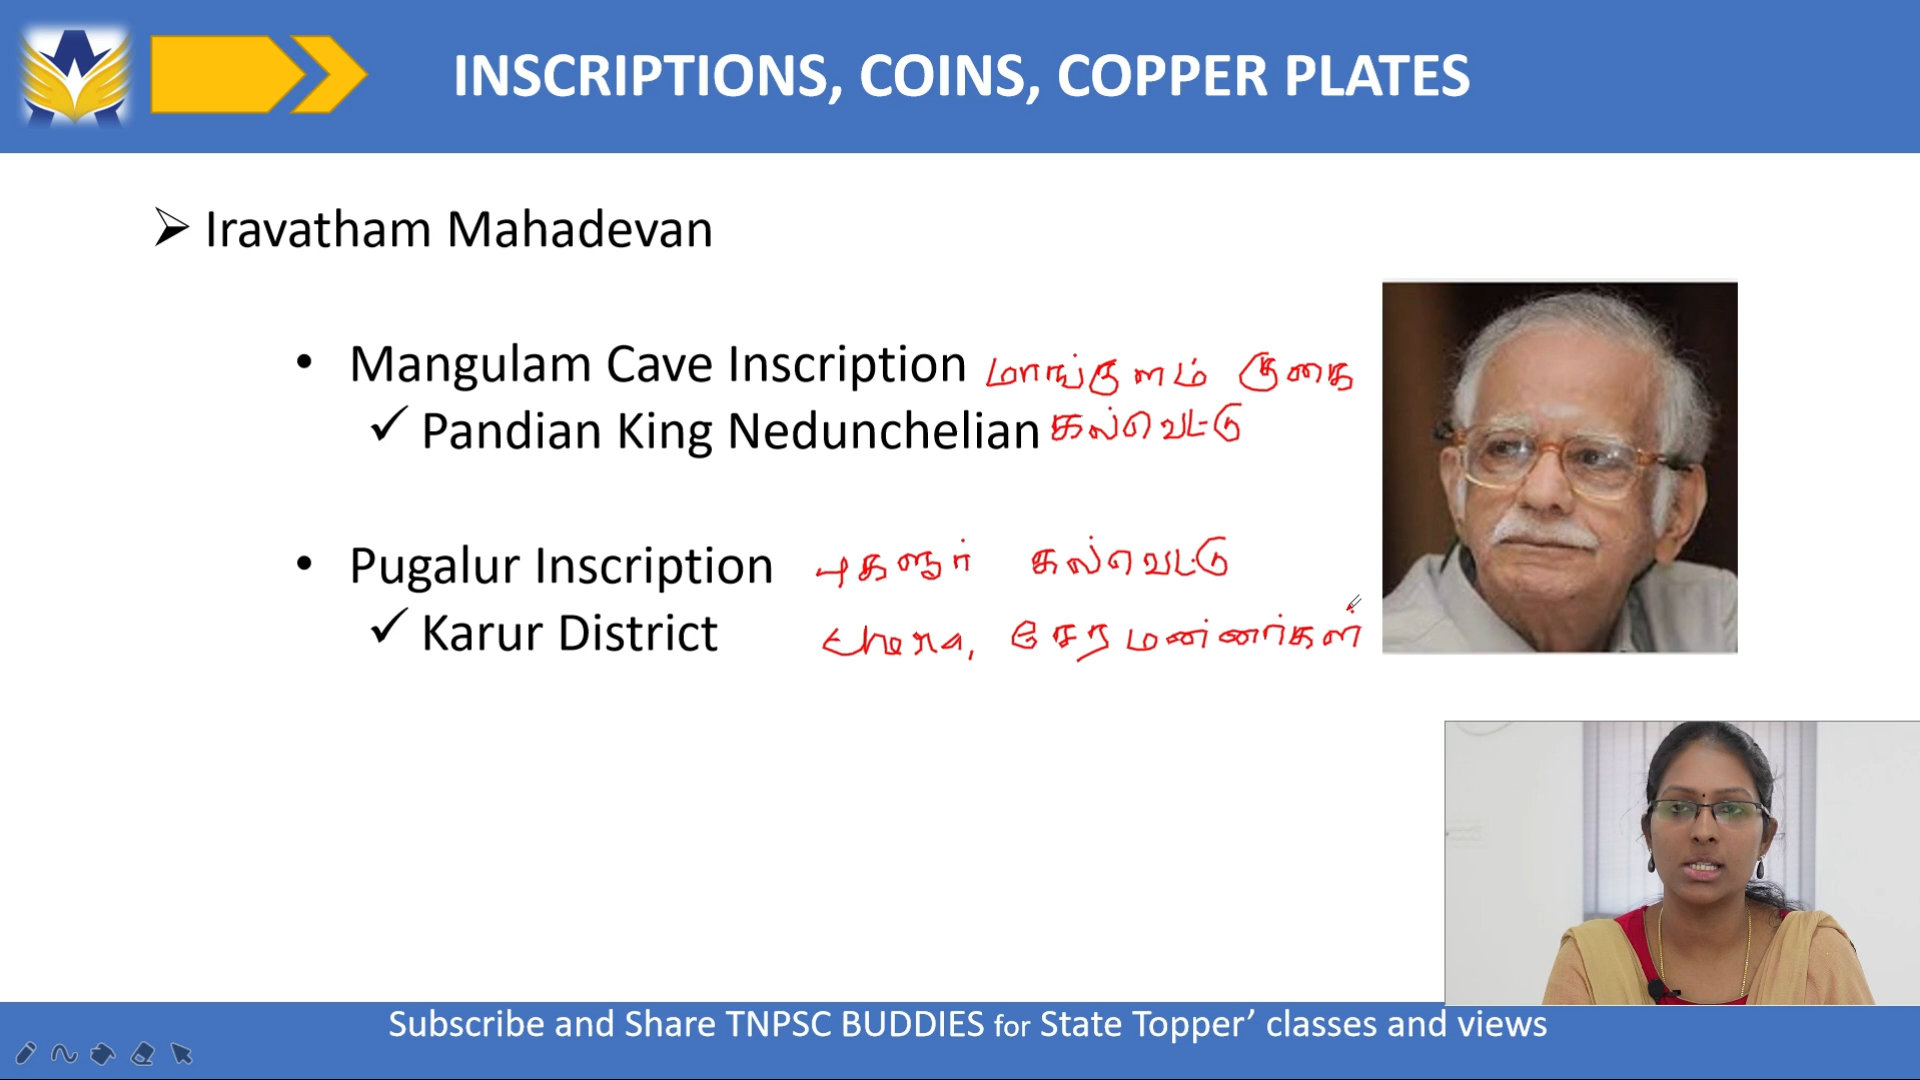 INSCRIPTIONS, COINS, COPPER PLATES
Iravatham Mahadevan
Mangulam Cave Inscription மாங்குளம் குகை
Pandian King Nedunchelian கல்வெட்டு
Pugalur Inscription புகளூர் கல்வெட்டு
Karur District chera, சேர மன்னர்கள்
Subscribe and Share TNPSC BUDDIES for State Topper’ classes and views